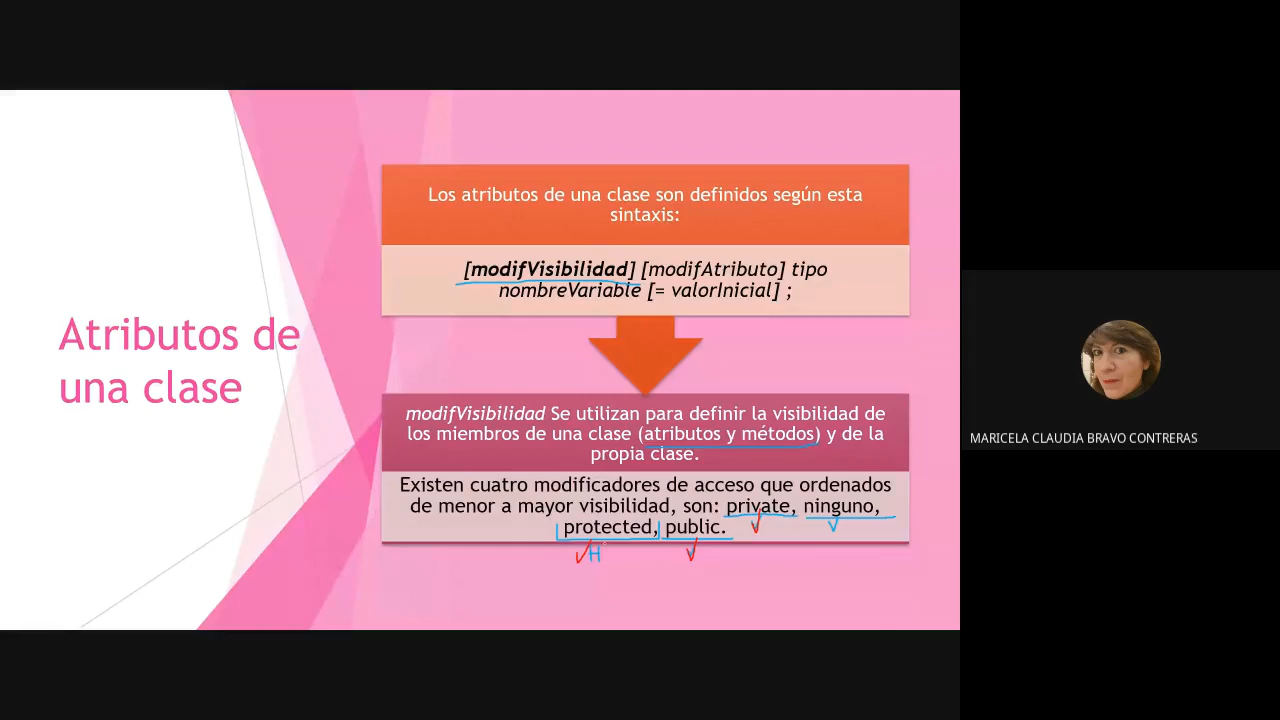 Atributos de
una clase
Los atributos de una clase son definidos según esta
sintaxis:
[modifVisibilidad] [modifAtributo] tipo
nombreVariable [= valorInicial] ;
modifVisibilidad Se utilizan para definir la visibilidad de
los miembros de una clase (atributos y métodos) y de la
propia clase.
Existen cuatro modificadores de acceso que ordenados
de menor a mayor visibilidad, son: private, ninguno,
protected, public.
H
MARICELA CLAUDIA BRAVO CONTRERAS